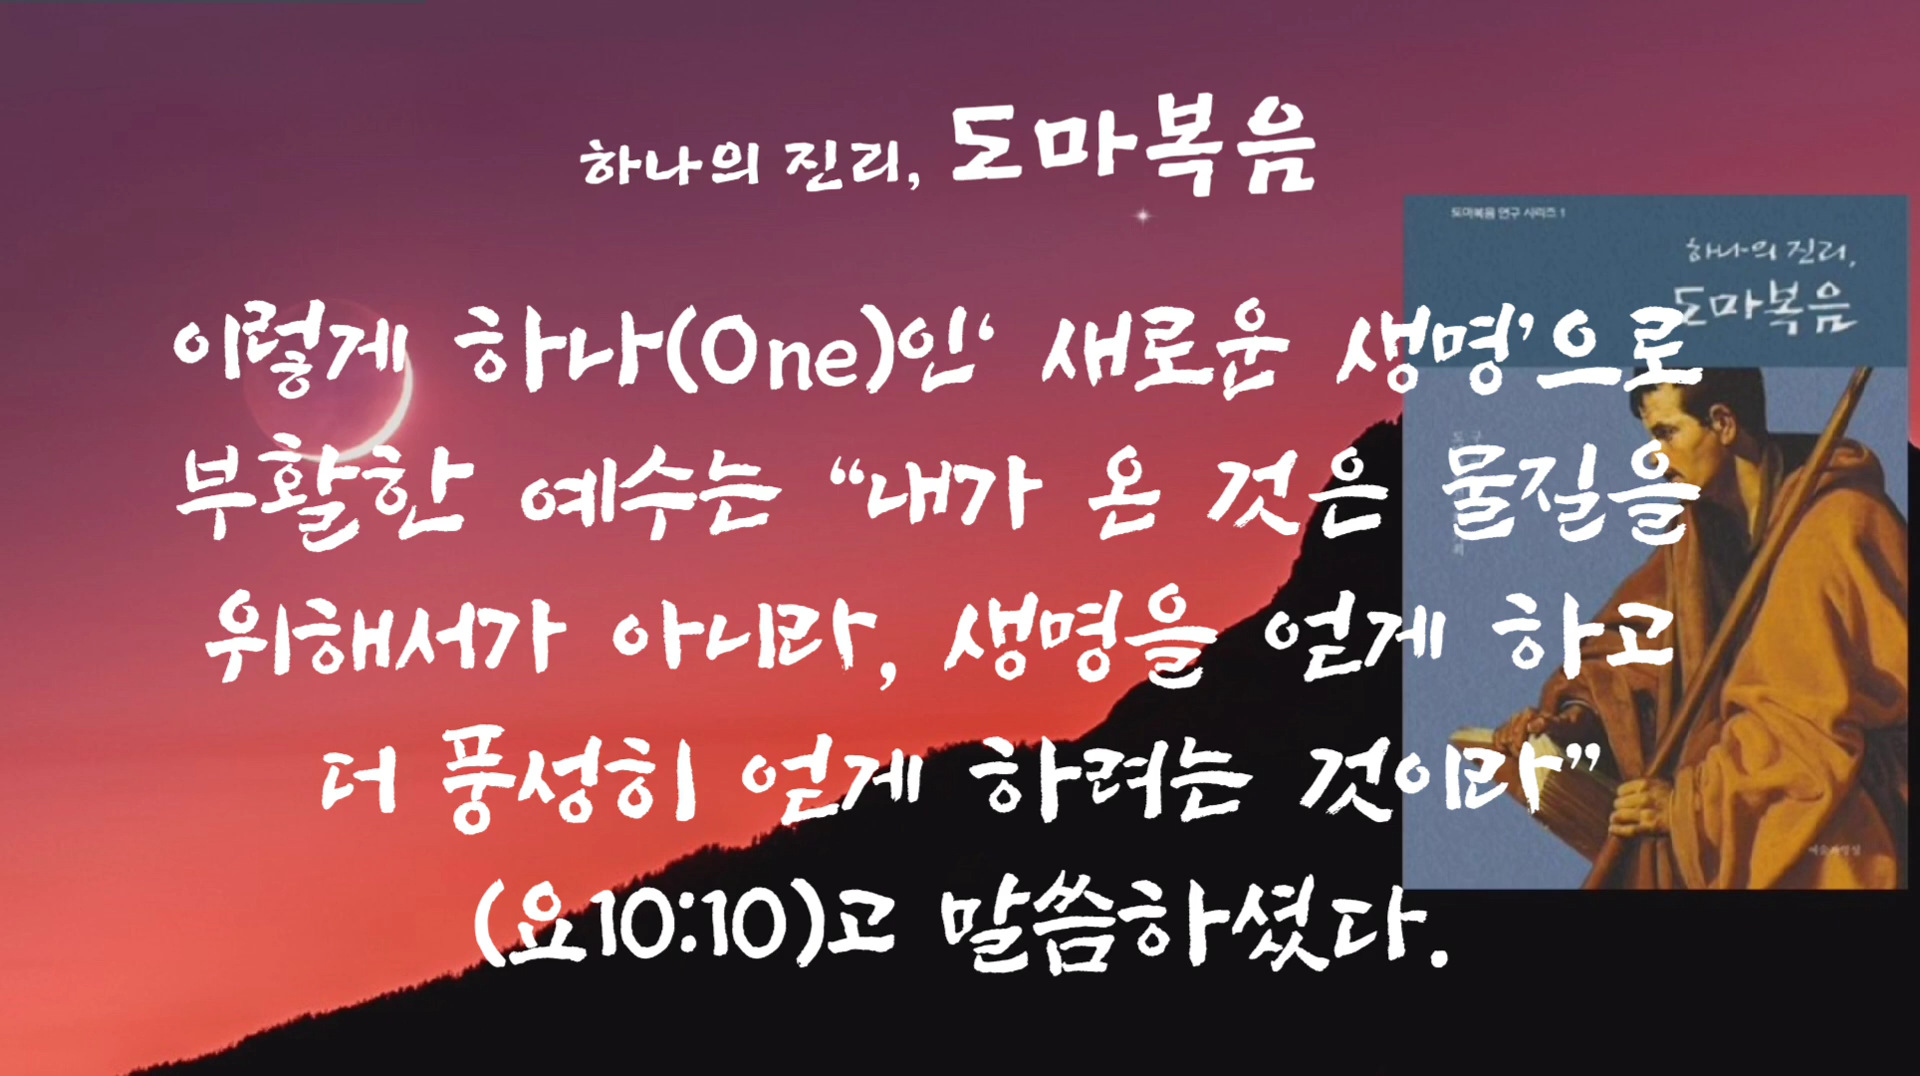 하나의 진리, 도마복음
도마복음 연구 시리즈 1
하나의 진리,
도마복음
이렇게 하나(One)인‘ 새로운 생명’으로
부활한 예수는 “내가 온 것은 물질을
위해서가 아니라, 생명을 얻게 하고
더 풍성히 얻게 하려는 것이라”
(요10:10)고 말씀하셨다.